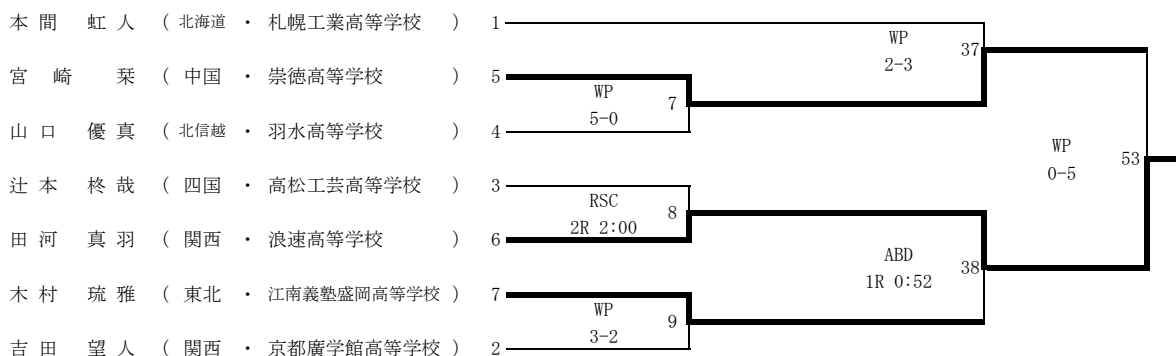 本間 虹人 ( 北海道 ・ 札幌工業高等学校 ) 1
WP 37
2-3
宮崎 栞 ( 中国 ・ 崇徳高等学校 ) 5
WP 7
5-0
山口 優真 ( 北信越 ・ 羽水高等学校 ) 4
WP 53
0-5
辻本 柊哉 ( 四国 ・ 高松工芸高等学校 ) 3
RSC 8
2R 2:00
田河 真羽 ( 関西 ・ 浪速高等学校 ) 6
ABD 38
1R 0:52
木村 琉雅 ( 東北 ・ 江南義塾盛岡高等学校 ) 7
WP 9
3-2
吉田 望人 ( 関西 ・ 京都廣学館高等学校 ) 2